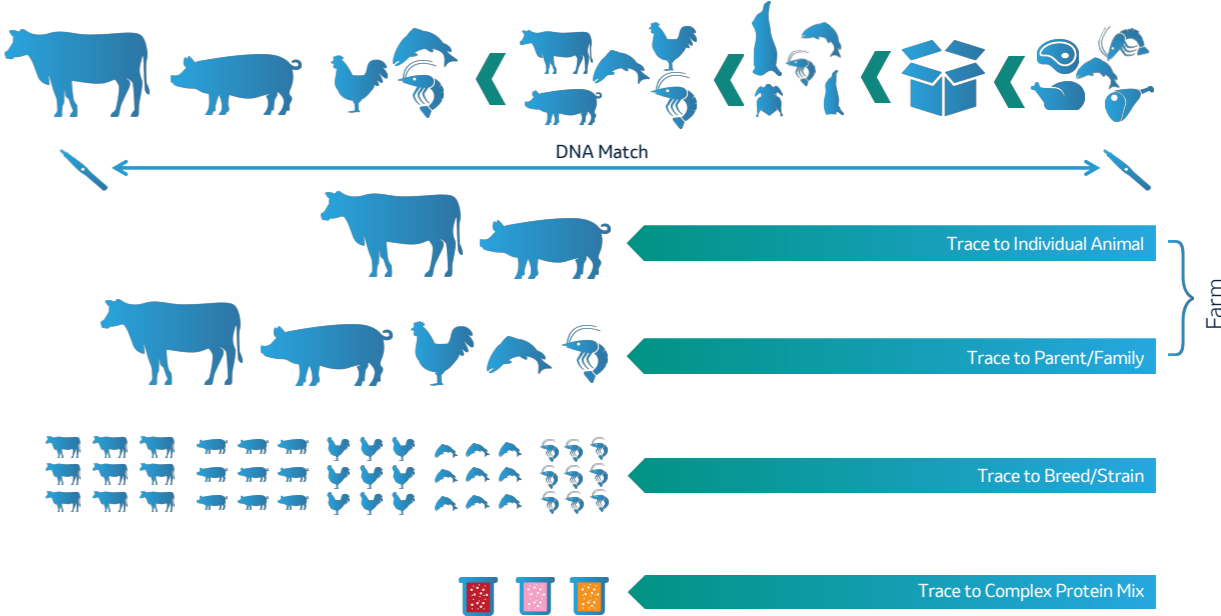 DNA Match
Trace to Individual Animal
Farm
Trace to Parent/Family
Trace to Breed/Strain
Trace to Complex Protein Mix